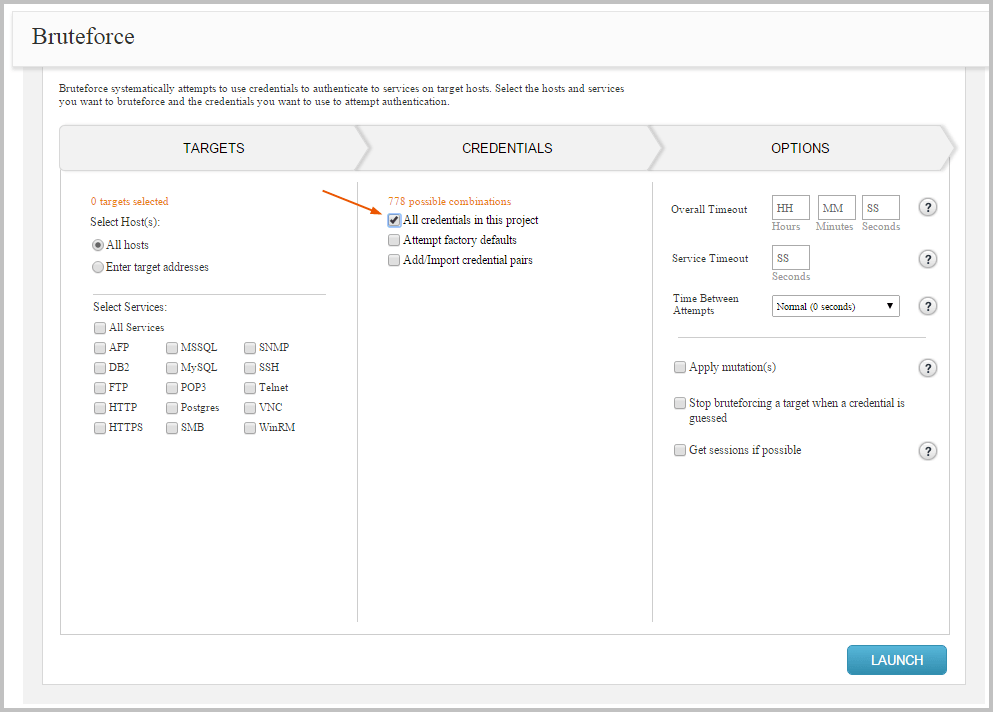 Bruteforce
Bruteforce systematically attempts to use credentials to authenticate to services on target hosts. Select the hosts and services
you want to bruteforce and the credentials you want to use to attempt authentication.
TARGETS
CREDENTIALS
OPTIONS
0 targets selected
Select Host(s):
All hosts
Enter target addresses
Select Services:
All Services
AFP MSSQL SNMP
DB2 MySQL SSH
FTP POP3 Telnet
HTTP Postgres VNC
HTTPS SMB WinRM
778 possible combinations
All credentials in this project
Attempt factory defaults
Add/Import credential pairs
Overall Timeout HH MM SS ?
Hours Minutes Seconds
Service Timeout SS ?
Seconds
Time Between
Attempts
Normal (0 seconds) ?
Apply mutation(s) ?
Stop bruteforcing a target when a credential is
guessed
Get sessions if possible ?
LAUNCH